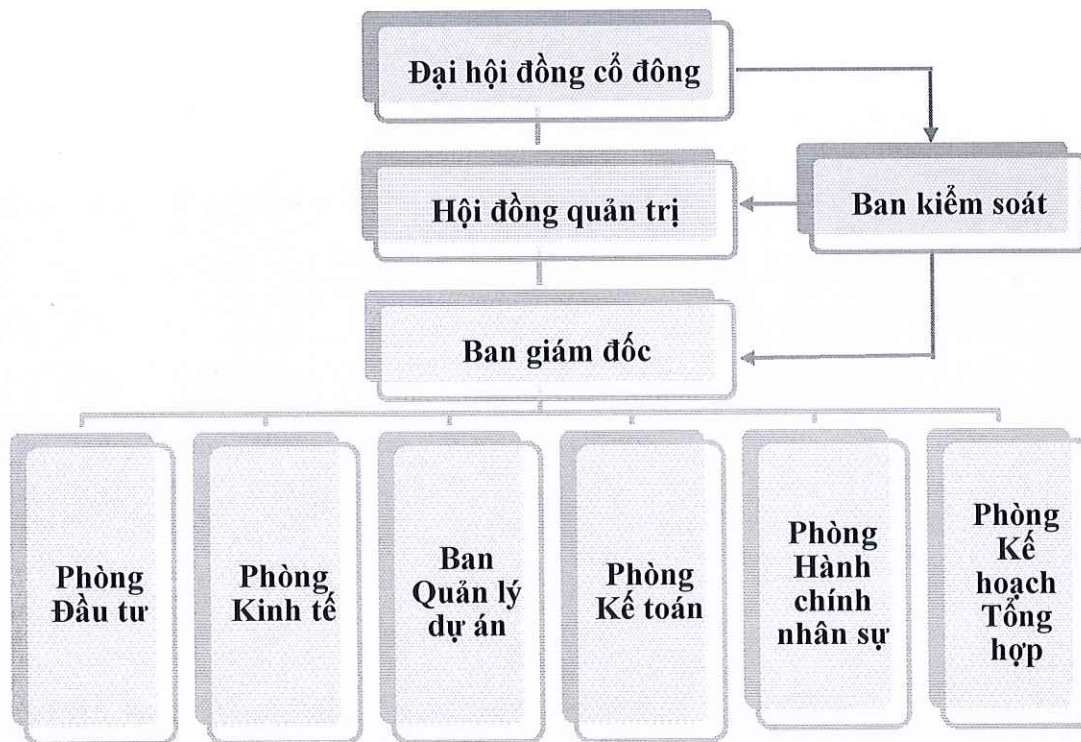 Đại hội đồng cổ đông
Hội đồng quản trị
Ban kiểm soát
Ban giám đốc
Phòng
Đầu tư
Phòng
Kinh tế
Ban
Quản lý
dự án
Phòng
Kế toán
Phòng
Hành
chính
nhân sự
Phòng
Kế
hoạch
Tổng
hợp